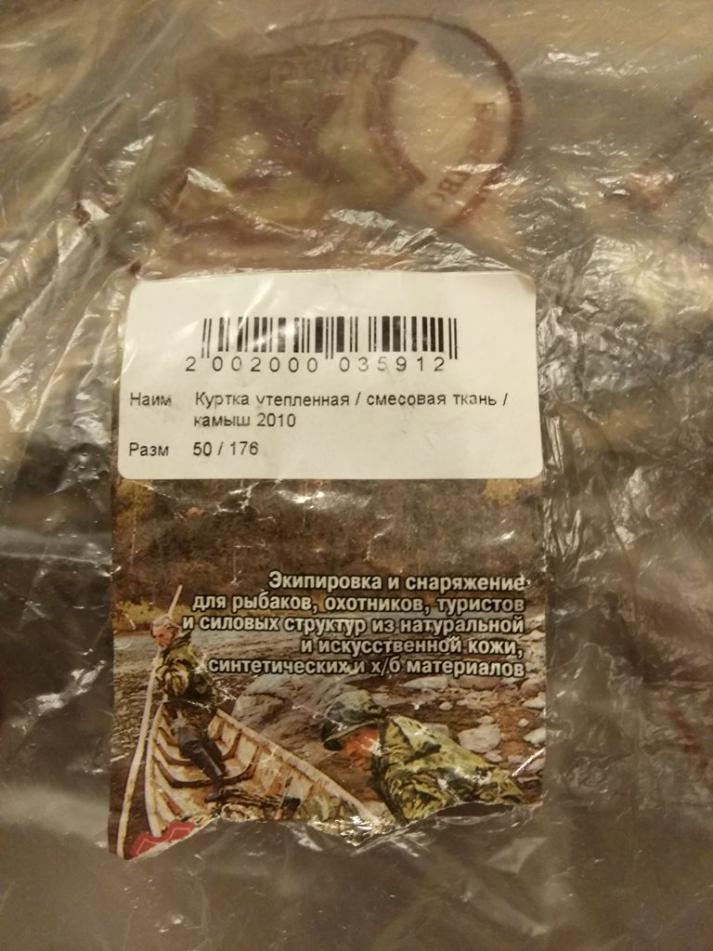 2 002000 035912
Наим Куртка утепленная / смесовая ткань /
камыш 2010
Разм 50 / 176
Экипировка и снаряжение
для рыбаков, охотников, туристов
и силовых структур из натуральной
и искусственной кожи,
синтетических и х/б материалов